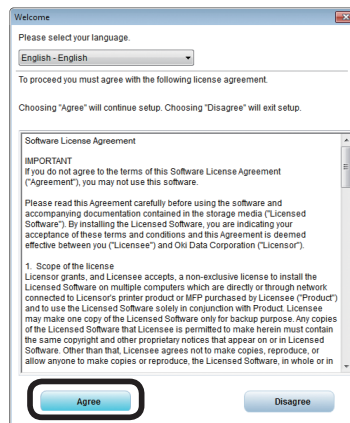 Welcome
Please select your language.
English - English
To proceed you must agree with the following license agreement.
Choosing "Agree" will continue setup. Choosing "Disagree" will exit setup.
Software License Agreement
IMPORTANT
If you do not agree to the terms of this Software License Agreement
("Agreement"), you may not use this software.
Please read this Agreement carefully before using the software and
accompanying documentation contained in the storage media ("Licensed
Software"). By installing the Licensed Software, you are indicating your
acceptance of these terms and conditions and this Agreement is deemed
effective between you ("Licensee") and Oki Data Corporation ("Licensor").
1. Scope of the license
Licensor grants, and Licensee accepts, a non-exclusive license to install the
Licensed Software on multiple computers which are directly or through network
connected to Licensor's printer product or MFP purchased by Licensee ("Product")
and to use the Licensed Software solely in conjunction with Product. Licensee
may make one copy of the Licensed Software only for backup purpose. Any copies
of the Licensed Software that Licensee is permitted to make herein must contain
the same copyright and other proprietary notices that appear on or in Licensed
Software. Other than that, Licensee agrees not to make copies, reproduce, or
allow anyone to make copies or reproduce, the Licensed Software, in whole or in
Agree
Disagree